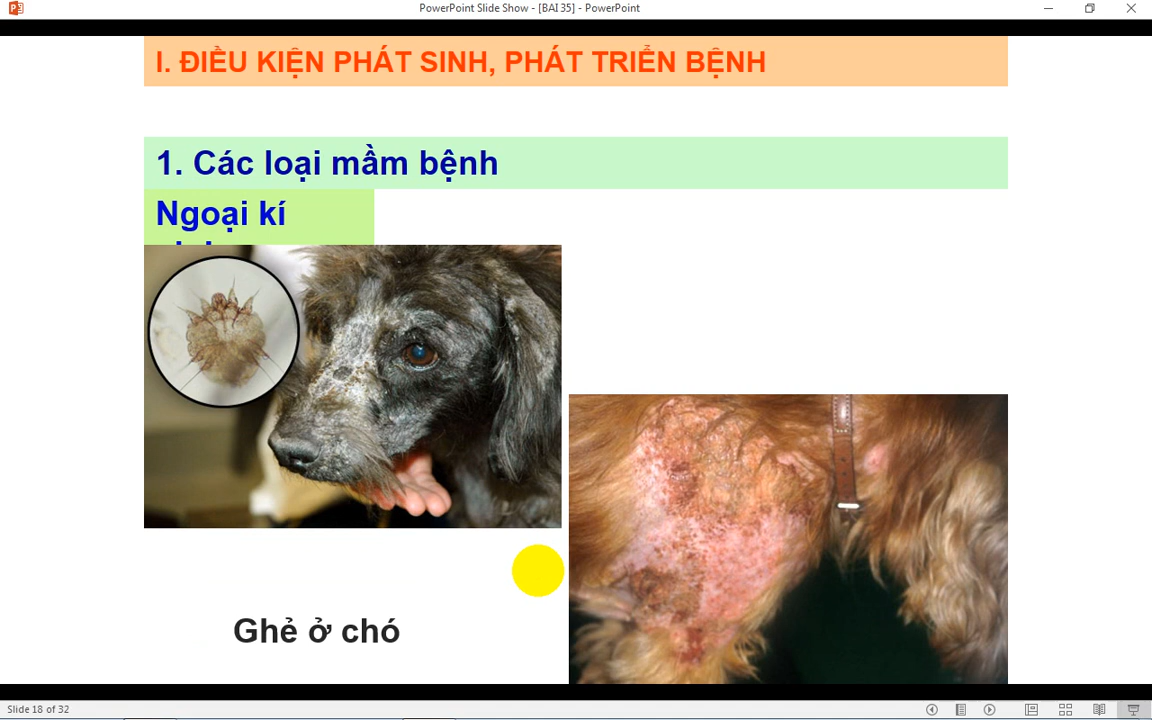 PowerPoint Slide Show - [BAI 35] - PowerPoint
I. ĐIỀU KIỆN PHÁT SINH, PHÁT TRIỂN BỆNH
1. Các loại mầm bệnh
Ngoại kí
Ghẻ ở chó
Slide 18 of 32